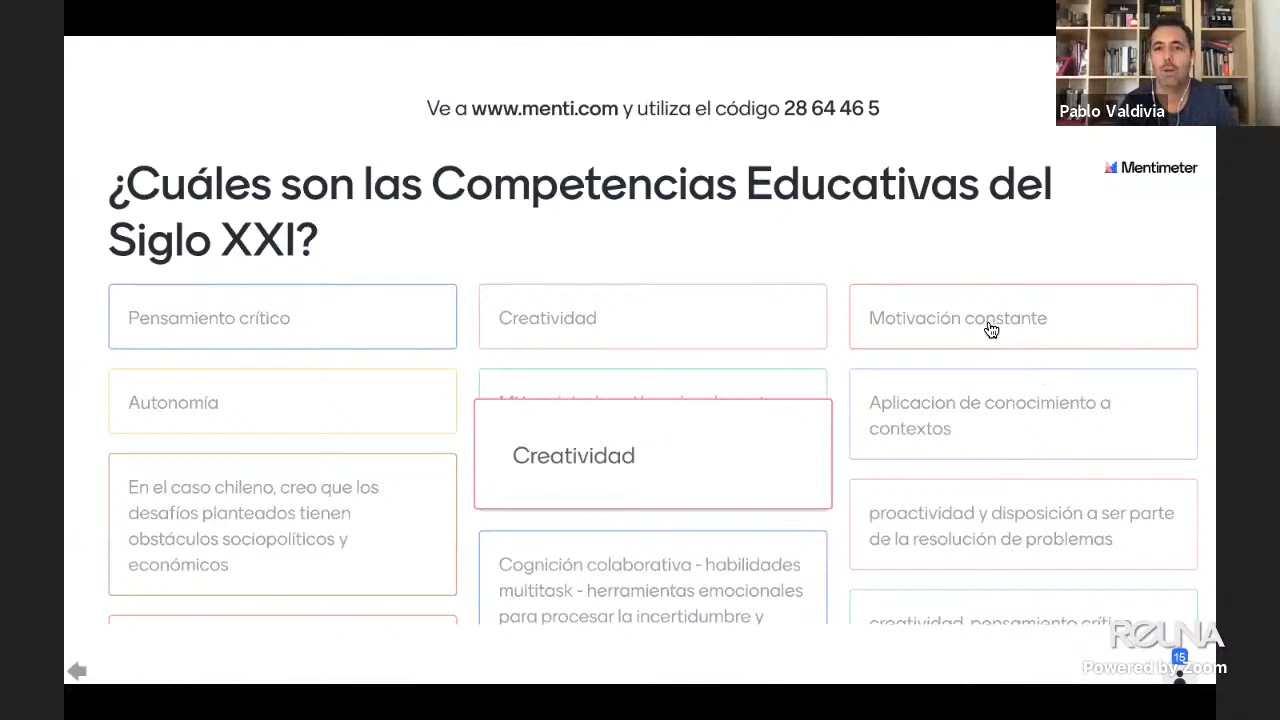 Ve a www.menti.com y utiliza el código 28 64 46 5
Pablo Valdivia
Mentimeter
¿Cuáles son las Competencias Educativas del
Siglo XXI?
Pensamiento crítico
Creatividad
Motivación constante
Autonomía
Aplicacion de conocimiento a
contextos
Creatividad
En el caso chileno, creo que los
desafíos planteados tienen
obstáculos sociopolíticos y
económicos
proactividad y disposición a ser parte
de la resolución de problemas
Cognición colaborativa - habilidades
multitask - herramientas emocionales
para procesar la incertidumbre y
creatividad, pensamiento
REUNA
15
Powered by Zoom